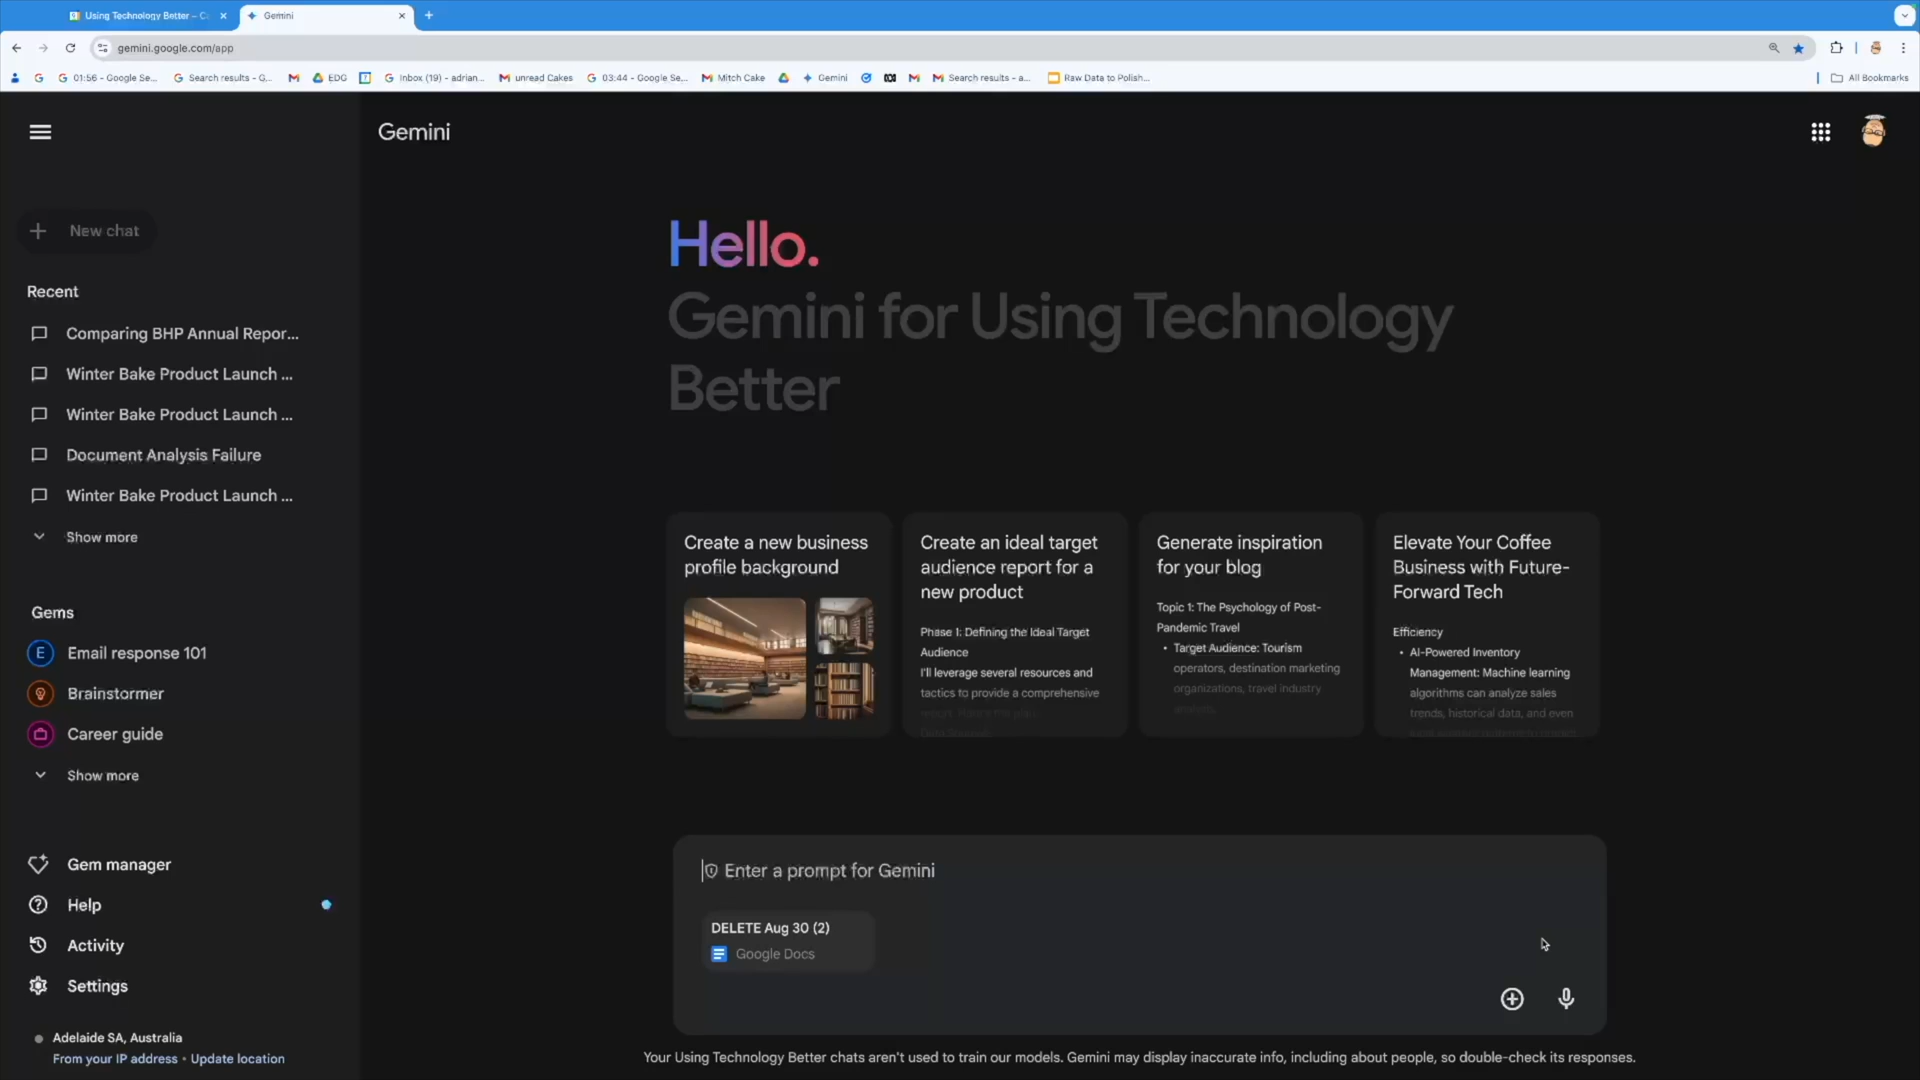 Using Technology Better – C
Gemini
gemini.google.com/app
01:56 - Google Se...
Search results - G...
EDG
Inbox (19) - adrian...
unread Cakes
03:44 - Google Se...
Mitch Cake
Gemini
Search results - a...
Raw Data to Polish...
All Bookmarks
Gemini
New chat
Recent
Comparing BHP Annual Repor...
Winter Bake Product Launch ...
Winter Bake Product Launch ...
Document Analysis Failure
Winter Bake Product Launch ...
Show more
Gems
E Email response 101
Brainstormer
Career guide
Show more
Gem manager
Help
Activity
Settings
Adelaide SA, Australia
From your IP address • Update location
Hello.
Gemini for Using Technology
Better
Create a new business
profile background
Create an ideal target
audience report for a
new product
Phase 1: Defining the Ideal Target
Audience
I'll leverage several resources and
tactics to provide a comprehensive
Generate inspiration
for your blog
Topic 1: The Psychology of Post-
Pandemic Travel
• Target Audience: Tourism
operators, destination marketing
organizations, travel industry
Elevate Your Coffee
Business with Future-
Forward Tech
Efficiency
• AI-Powered Inventory
Management: Machine learning
algorithms can analyze sales
trends, historical data, and even
Enter a prompt for Gemini
DELETE Aug 30 (2)
Google Docs
Your Using Technology Better chats aren't used to train our models. Gemini may display inaccurate info, including about people, so double-check its responses.